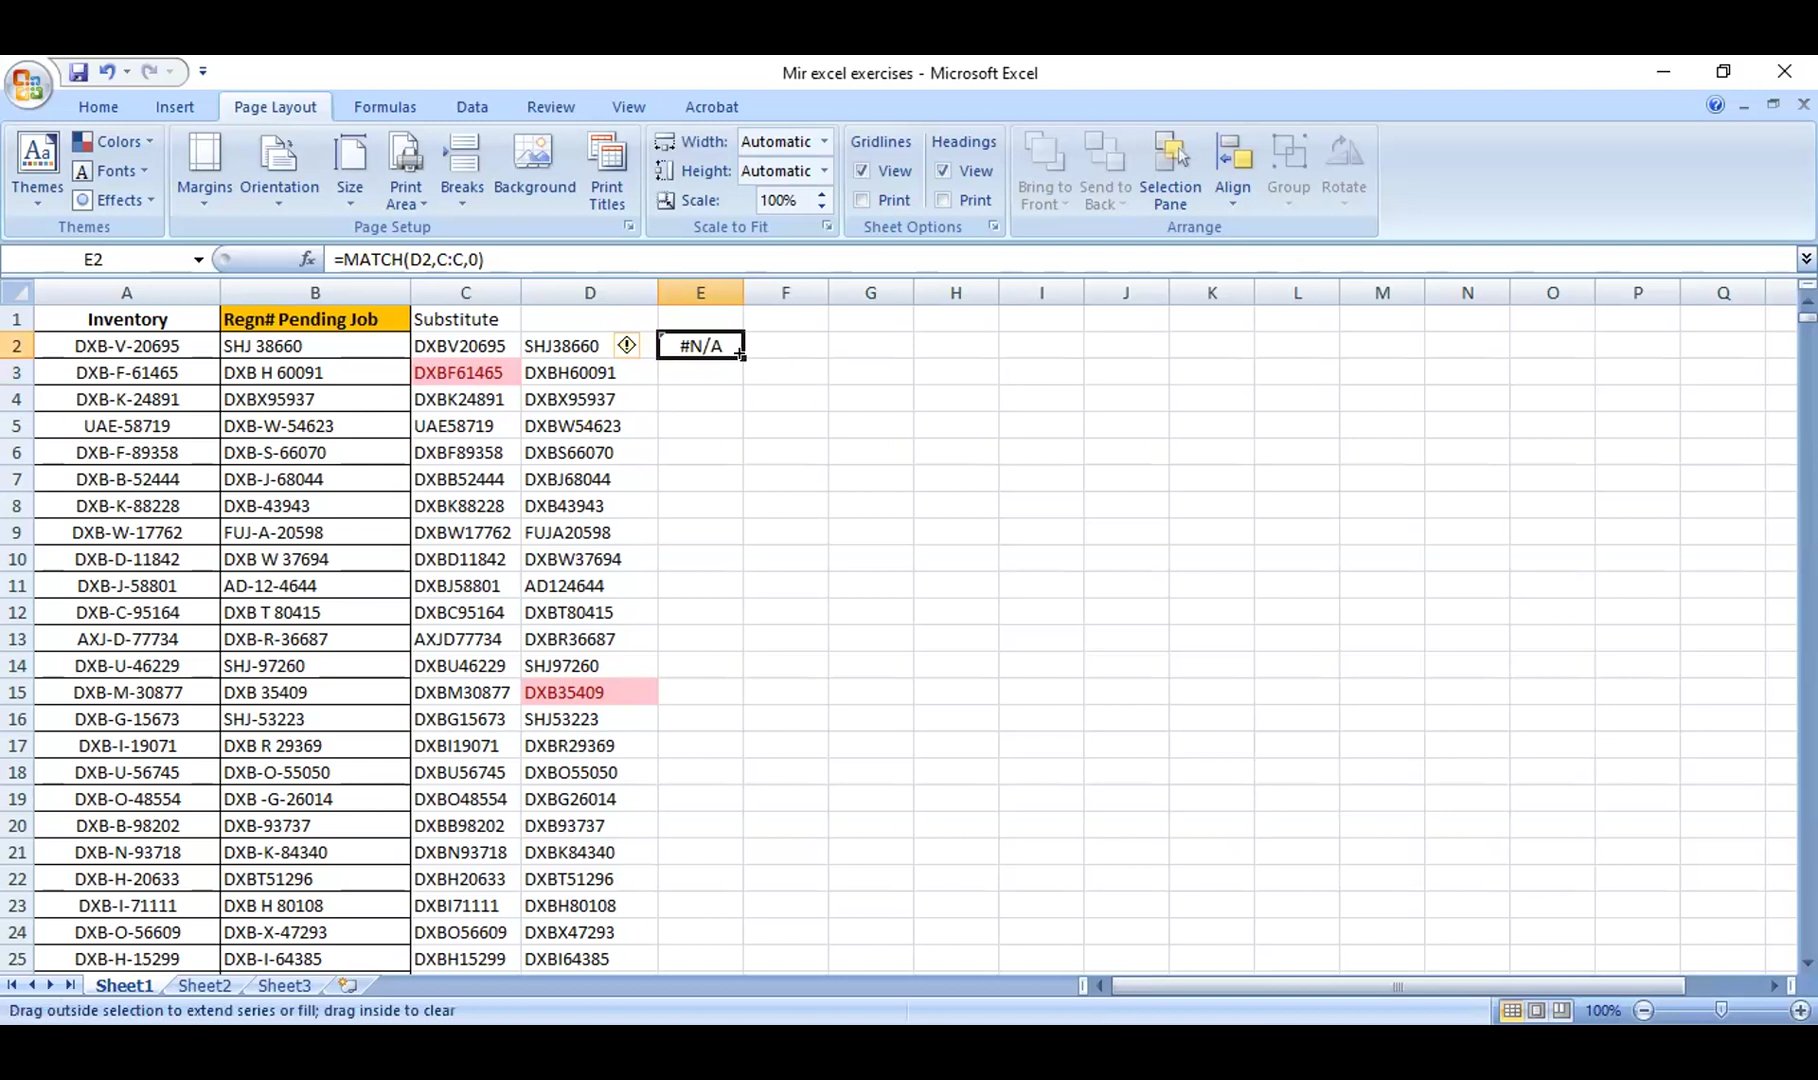 Mir excel exercises - Microsoft Excel
Home Insert Page Layout Formulas Data Review View Acrobat
Themes Colors Fonts Effects
Margins Orientation Size Print Area Breaks Background Print Titles
Width: Automatic
Height: Automatic
Scale: 100%
Gridlines Headings
View View
Print Print
Bring to Front Send to Back Selection Pane Align Group Rotate
Themes Page Setup Scale to Fit Sheet Options Arrange
E2 fx =MATCH(D2,C:C,0)
A B C D E F G H I J K L M N O P Q
1 Inventory Regn# Pending Job Substitute
2 DXB-V-20695 SHJ 38660 DXBV20695 SHJ38660 #N/A
3 DXB-F-61465 DXB H 60091 DXBF61465 DXBH60091
4 DXB-K-24891 DXBX95937 DXBK24891 DXBX95937
5 UAE-58719 DXB-W-54623 UAE58719 DXBW54623
6 DXB-F-89358 DXB-S-66070 DXBF89358 DXBS66070
7 DXB-B-52444 DXB-J-68044 DXBB52444 DXBJ68044
8 DXB-K-88228 DXB-43943 DXBK88228 DXB43943
9 DXB-W-17762 FUJ-A-20598 DXBW17762 FUJA20598
10 DXB-D-11842 DXB W 37694 DXBD11842 DXBW37694
11 DXB-J-58801 AD-12-4644 DXBJ58801 AD124644
12 DXB-C-95164 DXB T 80415 DXBC95164 DXBT80415
13 AXJ-D-77734 DXB-R-36687 AXJD77734 DXBR36687
14 DXB-U-46229 SHJ-97260 DXBU46229 SHJ97260
15 DXB-M-30877 DXB 35409 DXBM30877 DXB35409
16 DXB-G-15673 SHJ-53223 DXBG15673 SHJ53223
17 DXB-I-19071 DXB R 29369 DXBI19071 DXBR29369
18 DXB-U-56745 DXB-O-55050 DXBU56745 DXBO55050
19 DXB-O-48554 DXB -G-26014 DXBO48554 DXBG26014
20 DXB-B-98202 DXB-93737 DXBB98202 DXB93737
21 DXB-N-93718 DXB-K-84340 DXBN93718 DXBK84340
22 DXB-H-20633 DXBT51296 DXBH20633 DXBT51296
23 DXB-I-71111 DXB H 80108 DXBI71111 DXBH80108
24 DXB-O-56609 DXB-X-47293 DXBO56609 DXBX47293
25 DXB-H-15299 DXB-I-64385 DXBH15299 DXBI64385
Sheet1 Sheet2 Sheet3
Drag outside selection to extend series or fill; drag inside to clear 100%